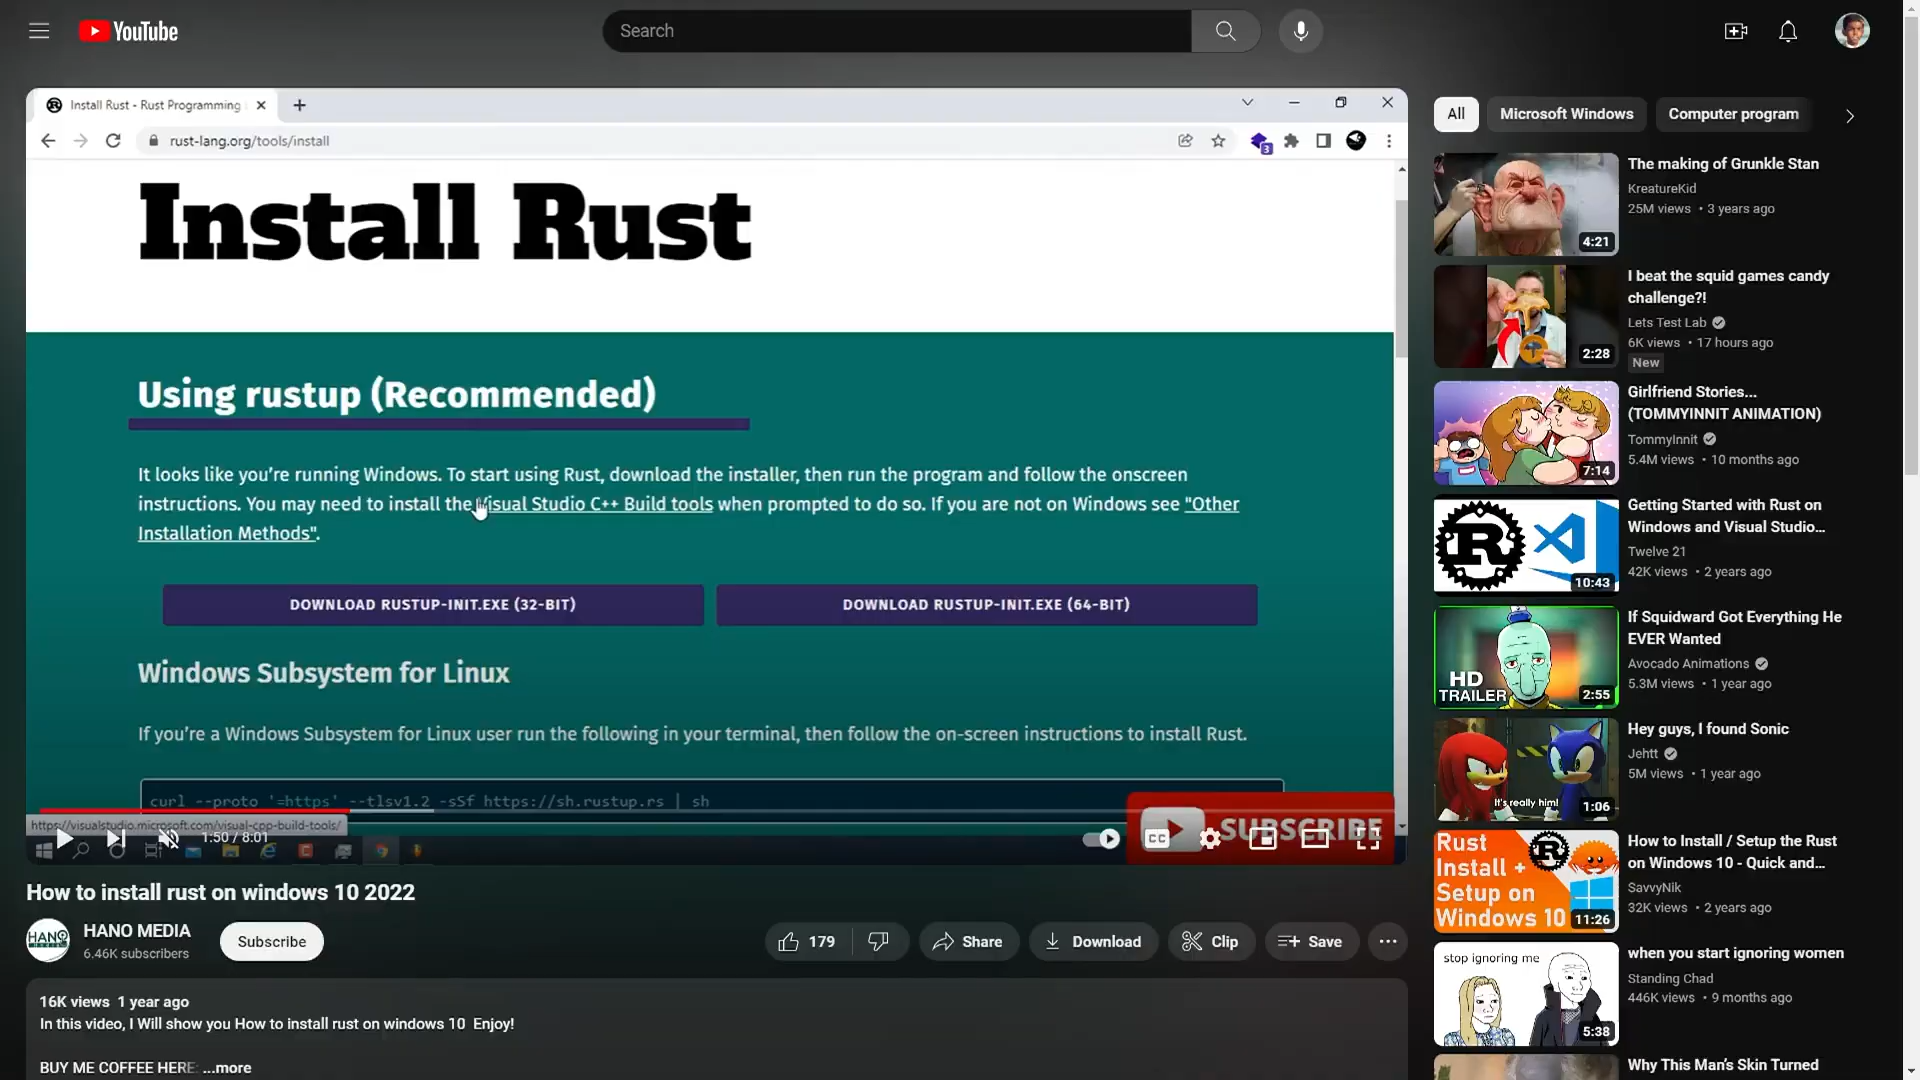 YouTube
Search
Install Rust - Rust Programming
rust-lang.org/tools/install
3
Install Rust
Using rustup (Recommended)
It looks like you're running Windows. To start using Rust, download the installer, then run the program and follow the onscreen
instructions. You may need to install the Visual Studio C++ Build tools when prompted to do so. If you are not on Windows see "Other
Installation Methods".
DOWNLOAD RUSTUP-INIT.EXE (32-BIT)
DOWNLOAD RUSTUP-INIT.EXE (64-BIT)
Windows Subsystem for Linux
If you're a Windows Subsystem for Linux user run the following in your terminal, then follow the on-screen instructions to install Rust.
curl --proto '=https' --tlsv1.2 -sSf https://sh.rustup.rs | sh
https://visualstudio.microsoft.com/visual-cpp-build-tools/
1:50 / 8:01
SUBSCRIBE
CC
How to install rust on windows 10 2022
HANO MEDIA
HANO MEDIA
6.46K subscribers
Subscribe
179
Share
Download
Clip
Save
16K views 1 year ago
In this video, I Will show you How to install rust on windows 10 Enjoy!
BUY ME COFFEE HERE: ...more
All
Microsoft Windows
Computer program
4:21
The making of Grunkle Stan
KreatureKid
25M views • 3 years ago
2:28
I beat the squid games candy
challenge?!
Lets Test Lab
6K views • 17 hours ago
New
7:14
Girlfriend Stories...
(TOMMYINNIT ANIMATION)
TommyInnit
5.4M views • 10 months ago
R
10:43
Getting Started with Rust on
Windows and Visual Studio...
Twelve 21
42K views • 2 years ago
HD
TRAILER
2:55
If Squidward Got Everything He
EVER Wanted
Avocado Animations
5.3M views • 1 year ago
It's really him!
1:06
Hey guys, I found Sonic
Jehtt
5M views • 1 year ago
Rust
Install +
Setup on
Windows 10
R
11:26
How to Install / Setup the Rust
on Windows 10 - Quick and...
SavvyNik
32K views • 2 years ago
stop ignoring me
5:38
when you start ignoring women
Standing Chad
446K views • 9 months ago
Why This Man's Skin Turned